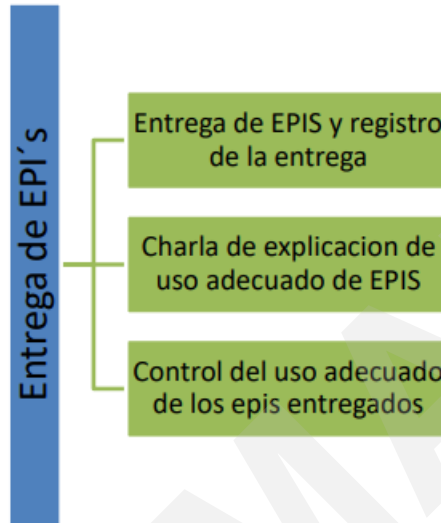 Entrega de EPI´s
Entrega de EPIS y registro
de la entrega
Charla de explicacion de
uso adecuado de EPIS
Control del uso adecuado
de los epis entregados